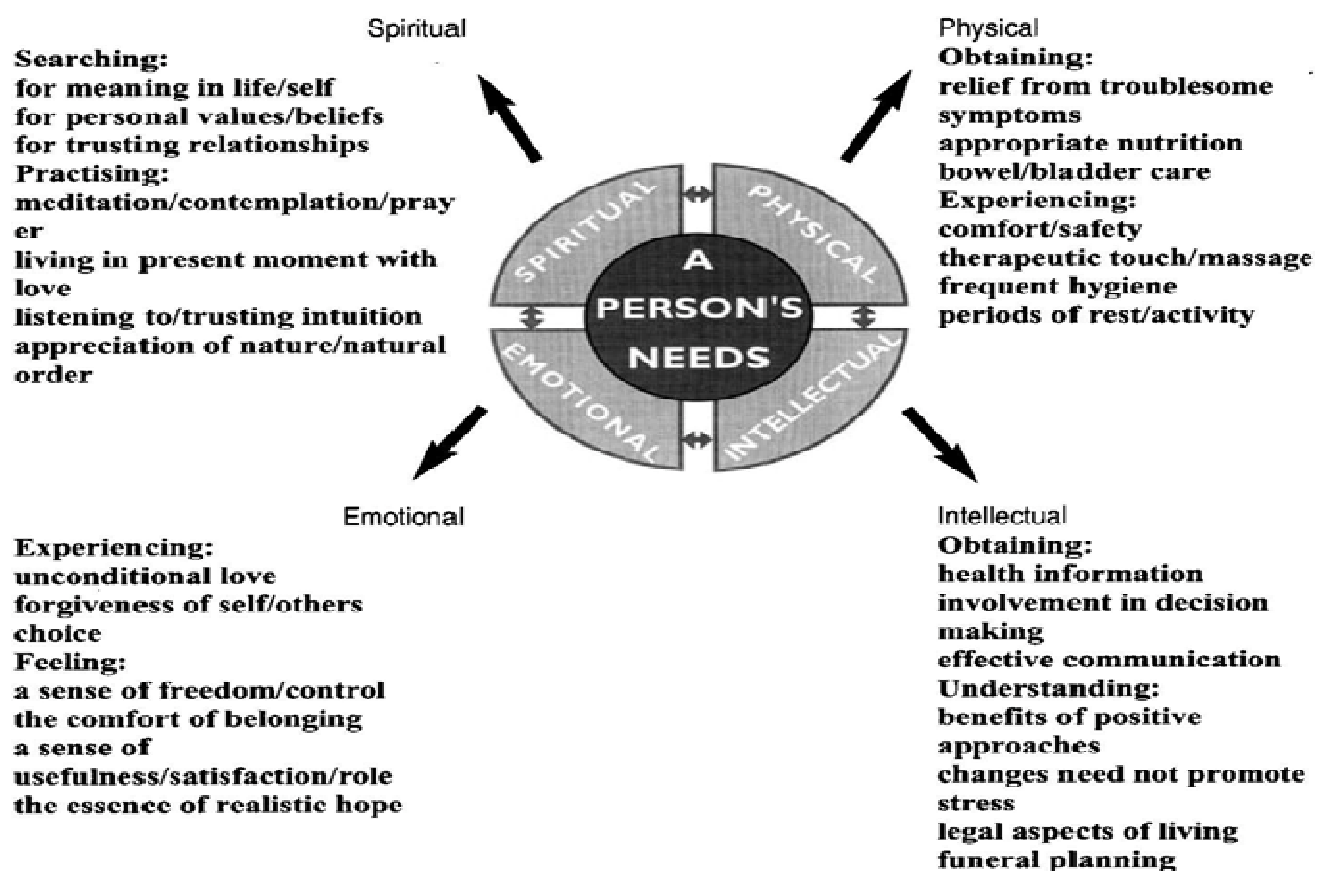 Spiritual
Searching:
for meaning in life/self
for personal values/beliefs
for trusting relationships
Practising:
meditation/contemplation/pray
er
living in present moment with
love
listening to/trusting intuition
appreciation of nature/natural
order
Physical
Obtaining:
relief from troublesome
symptoms
appropriate nutrition
bowel/bladder care
Experiencing:
comfort/safety
therapeutic touch/massage
frequent hygiene
periods of rest/activity
SPIRITUAL
PHYSICAL
A
PERSON'S
NEEDS
EMOTIONAL
INTELLECTUAL
Emotional
Experiencing:
unconditional love
forgiveness of self/others
choice
Feeling:
a sense of freedom/control
the comfort of belonging
a sense of
usefulness/satisfaction/role
the essence of realistic hope
Intellectual
Obtaining:
health information
involvement in decision
making
effective communication
Understanding:
benefits of positive
approaches
changes need not promote
stress
legal aspects of living
funeral planning